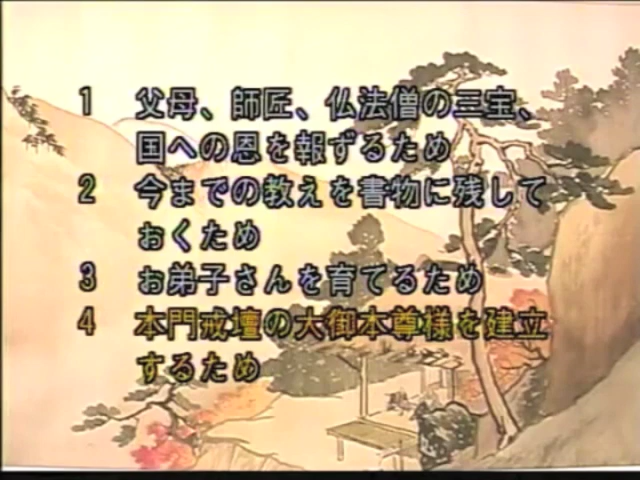 1 父母、師匠、仏法僧の三宝、
国への恩を報ずるため
2 今までの教えを書物に残して
おくため
3 お弟子さんを育てるため
4 本門戒壇の大御本尊様を建立
するため